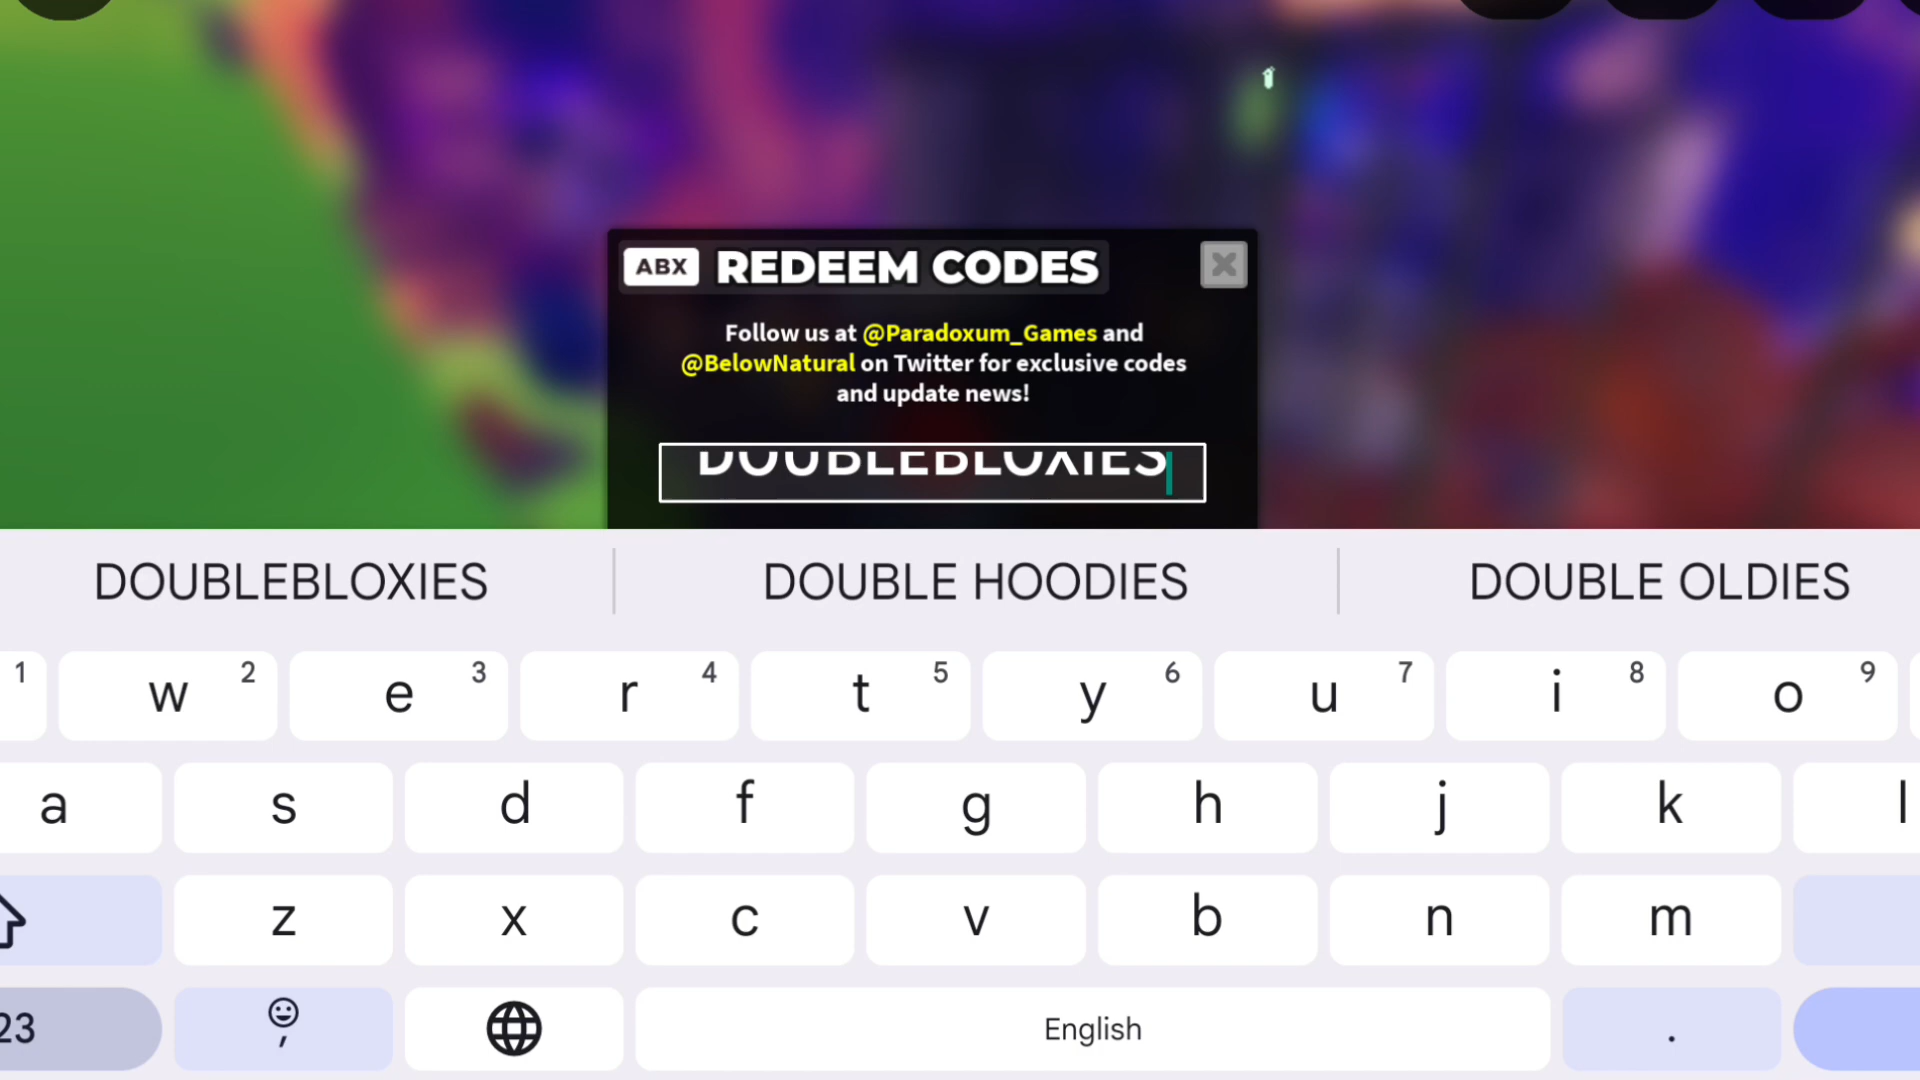 ABX REDEEM CODES
Follow us at @Paradoxum_Games and
@BelowNatural on Twitter for exclusive codes
and update news!
DOUBLEBLOXIES
DOUBLEBLOXIES DOUBLE HOODIES DOUBLE OLDIES
1 w 2 e 3 r 4 t 5 y 6 u 7 i 8 o 9
a s d f g h j k l
z x c v b n m
23 , English .